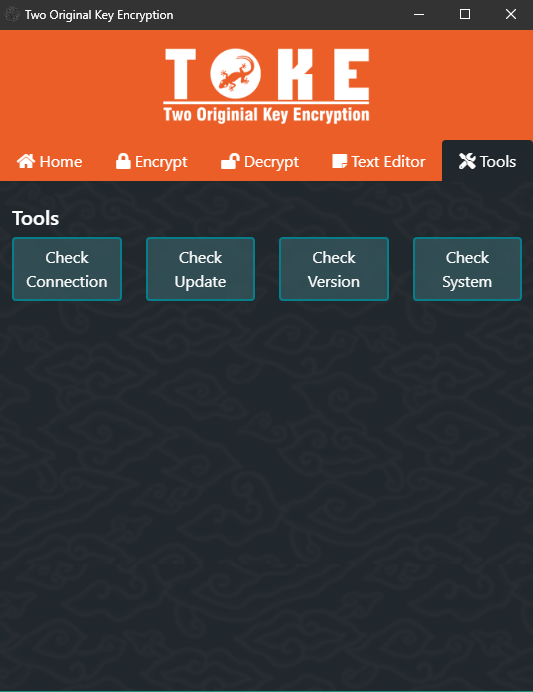 Two Original Key Encryption
TOKE
Two Originial Key Encryption
Home Encrypt Decrypt Text Editor Tools
Tools
Check Connection
Check Update
Check Version
Check System